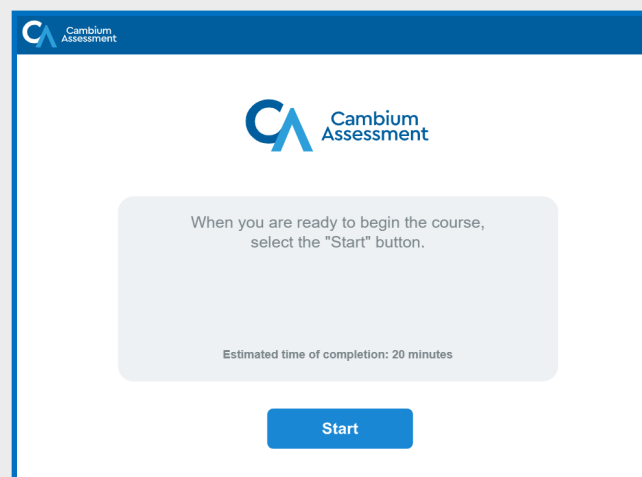 Cambium
Assessment
Cambium
Assessment
When you are ready to begin the course,
select the "Start" button.
Estimated time of completion: 20 minutes
Start